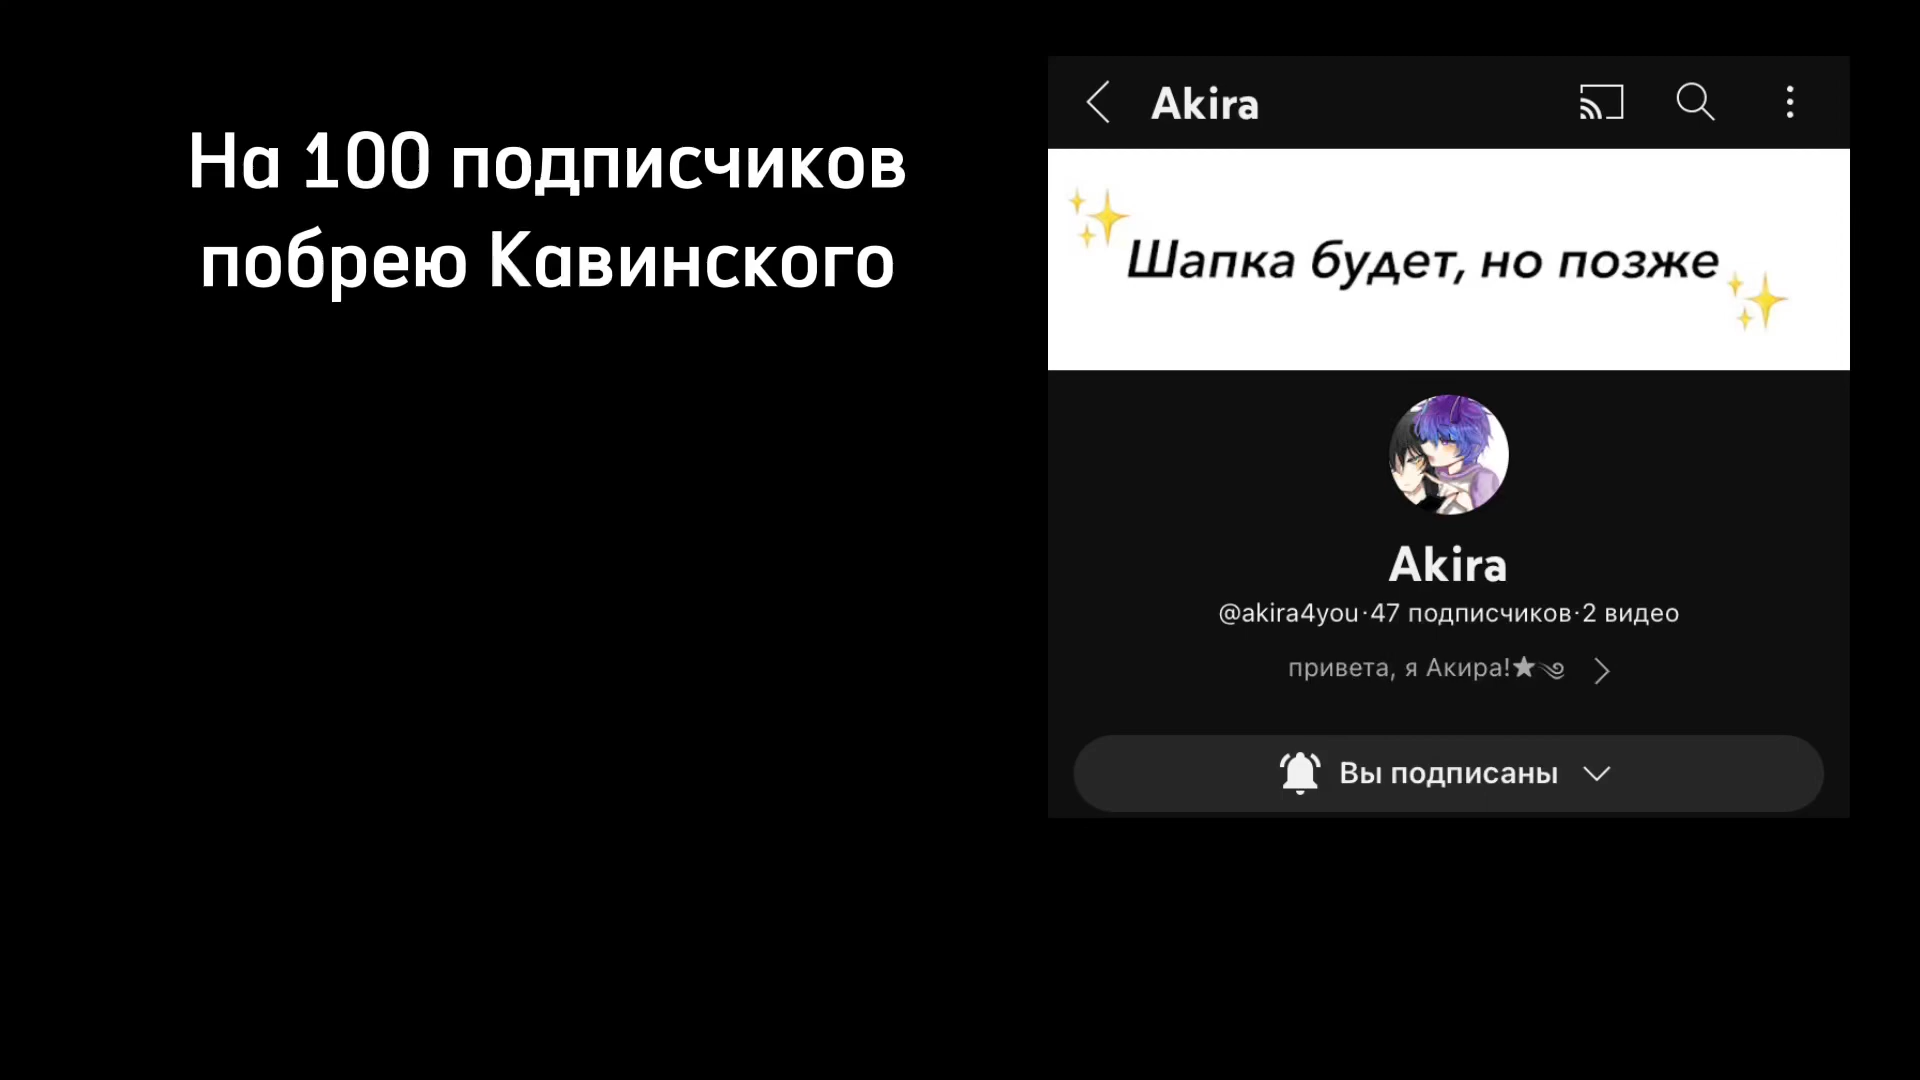 На 100 подписчиков
побрею Кавинского
Akira
Шапка будет, но позже
Akira
@akira4you·47 подписчиков·2 видео
привета, я Акира!★༄
Вы подписаны